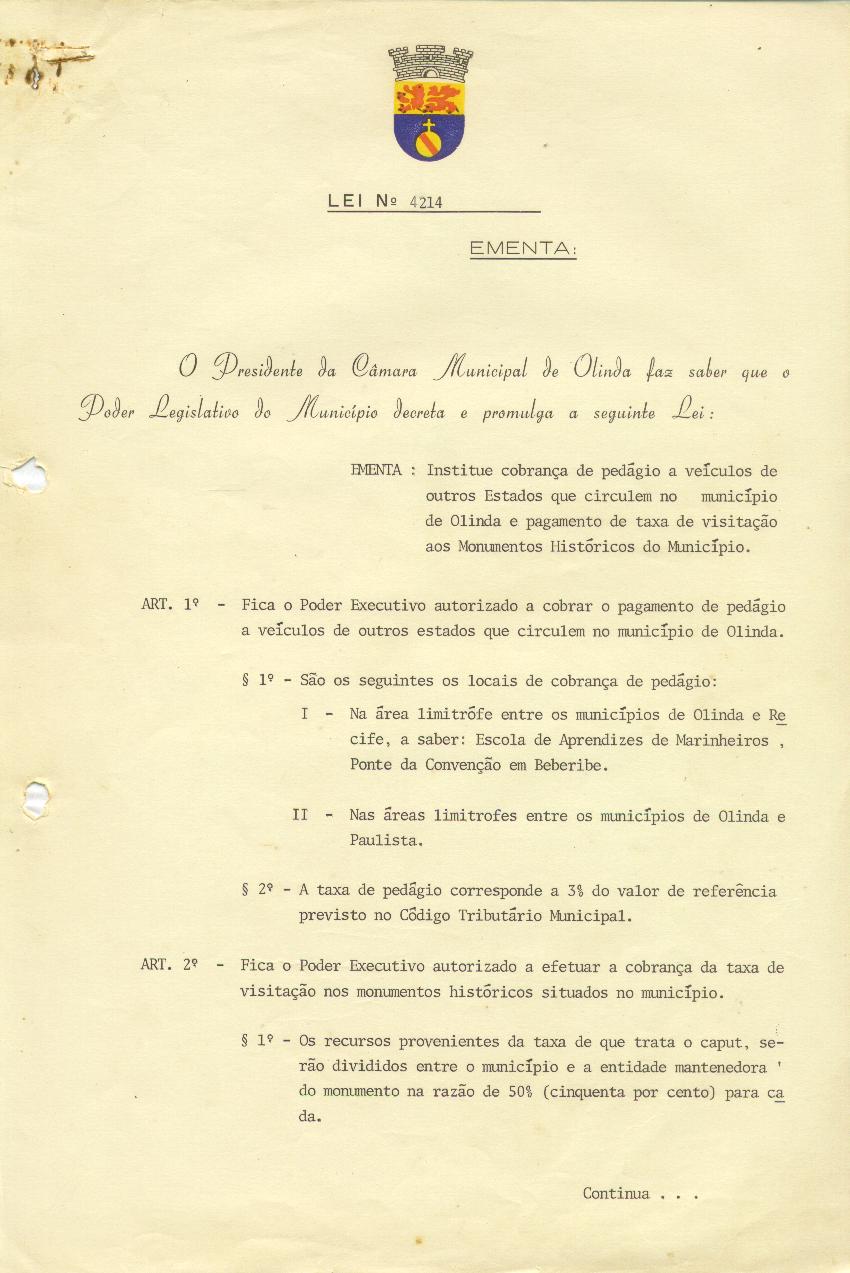 LEI Nº 4214
EMENTA:
O Presidente da Câmara Municipal de Olinda faz saber que o
Poder Legislativo do Município decreta e promulga a seguinte Lei:
EMENTA : Institue cobrança de pedágio a veículos de
outros Estados que circulem no município
de Olinda e pagamento de taxa de visitação
aos Monumentos Históricos do Município.
ART. 1º - Fica o Poder Executivo autorizado a cobrar o pagamento de pedágio
a veículos de outros estados que circulem no município de Olinda.
§ 1º - São os seguintes os locais de cobrança de pedágio:
I - Na área limitrófe entre os municípios de Olinda e Re
cife, a saber: Escola de Aprendizes de Marinheiros ,
Ponte da Convenção em Beberibe.
II - Nas áreas limitrofes entre os municípios de Olinda e
Paulista.
§ 2º - A taxa de pedágio corresponde a 3% do valor de referência
previsto no Código Tributário Municipal.
ART. 2º - Fica o Poder Executivo autorizado a efetuar a cobrança da taxa de
visitação nos monumentos históricos situados no município.
§ 1º - Os recursos provenientes da taxa de que trata o caput, se-
rão divididos entre o município e a entidade mantenedora '
do monumento na razão de 50% (cinquenta por cento) para ca
da.
Continua . . .